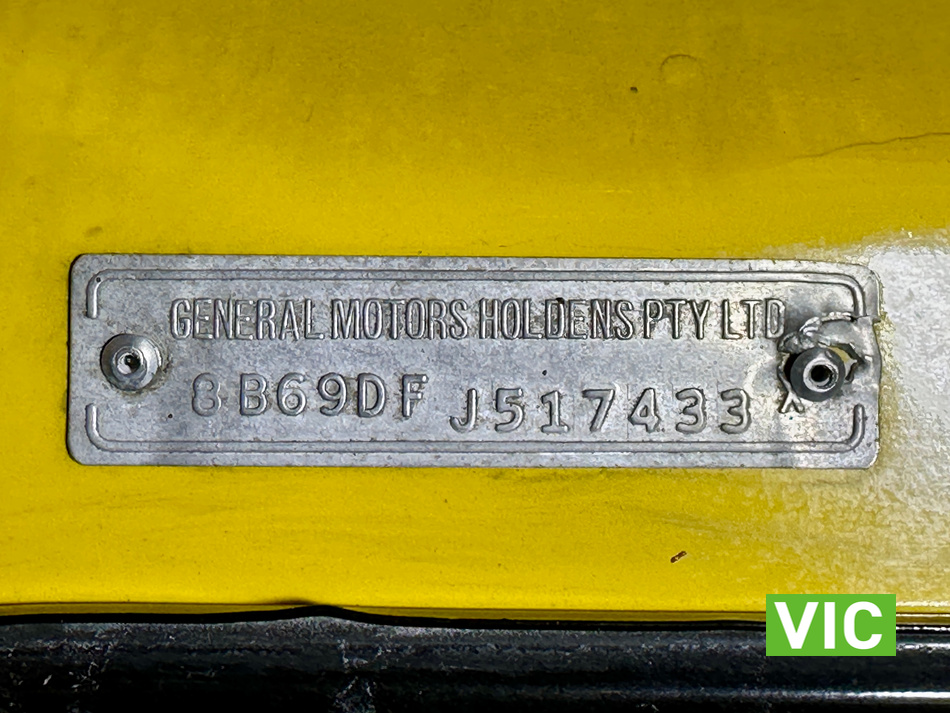 GENERAL MOTORS HOLDENS PTY LTD
8B69DF J517433
VIC